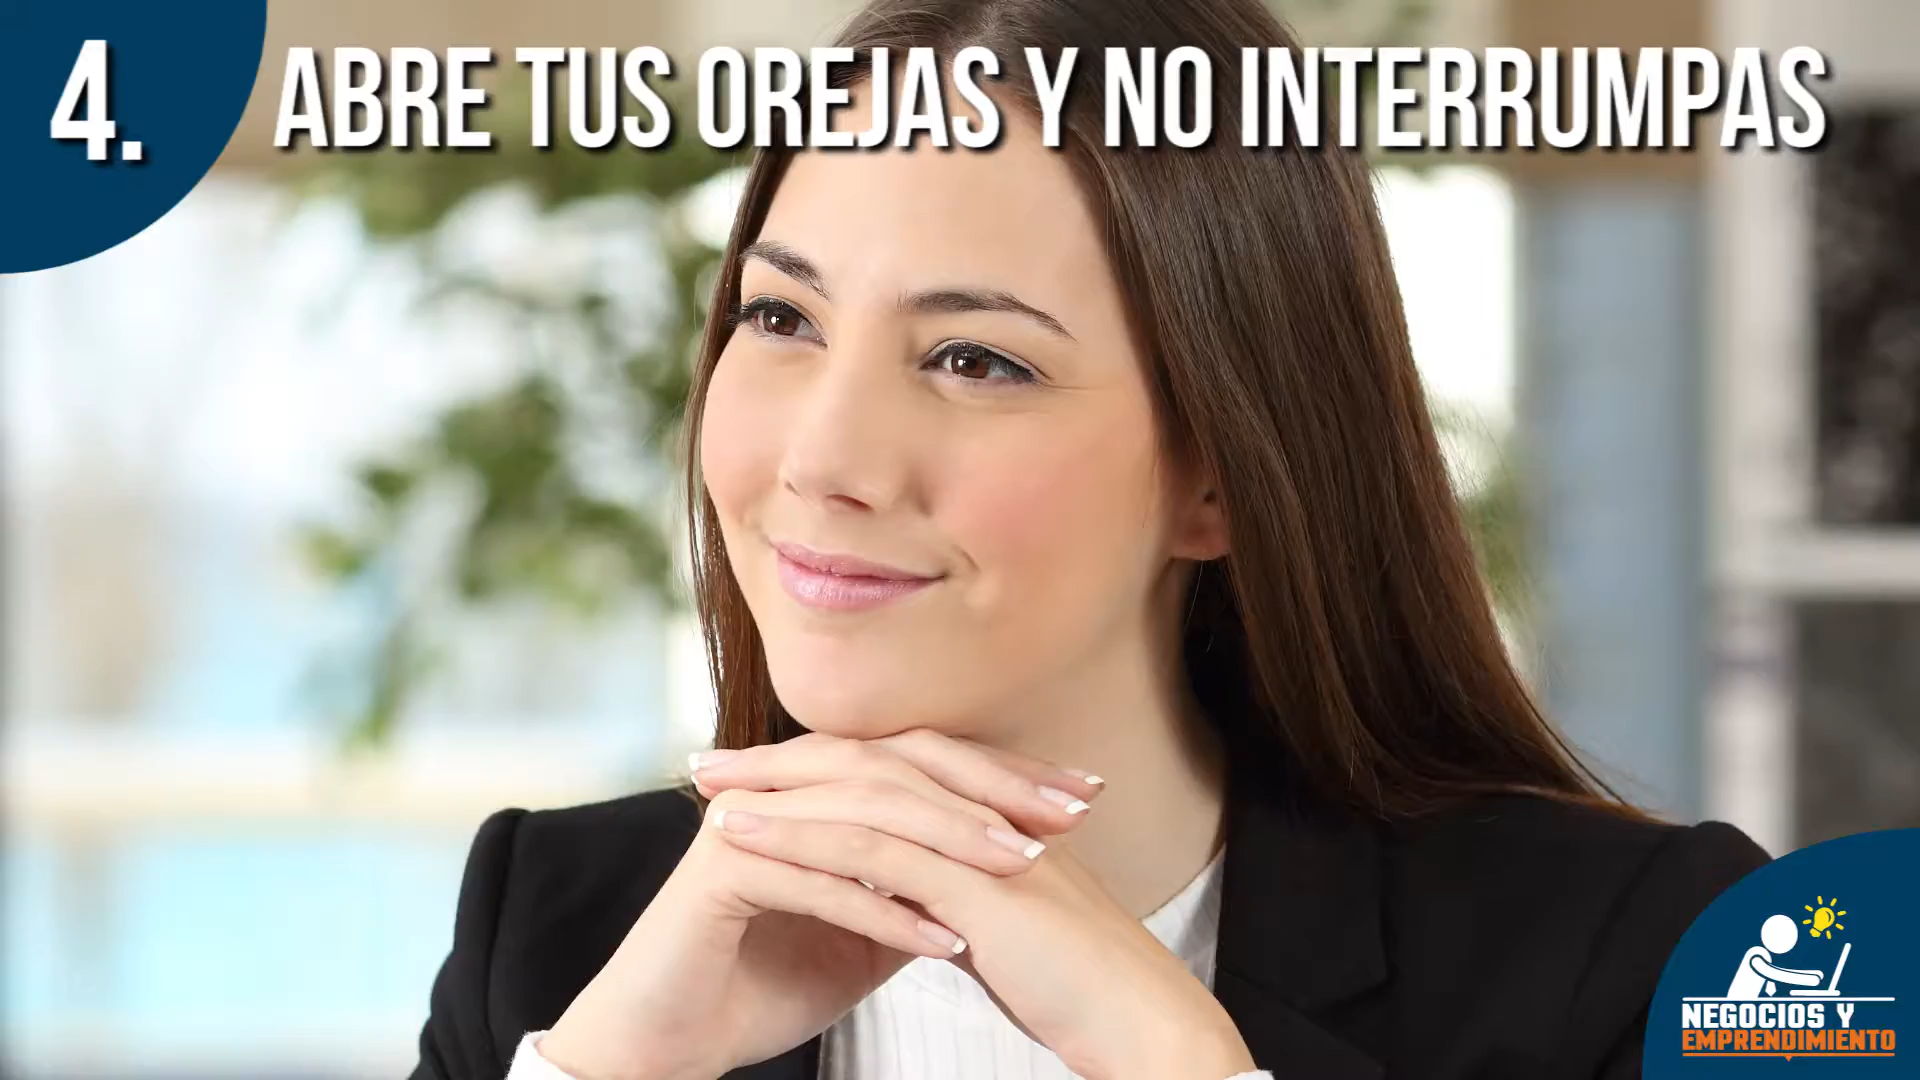 4. ABRE TUS OREJAS Y NO INTERRUMPAS
NEGOCIOS Y
EMPRENDIMIENTO